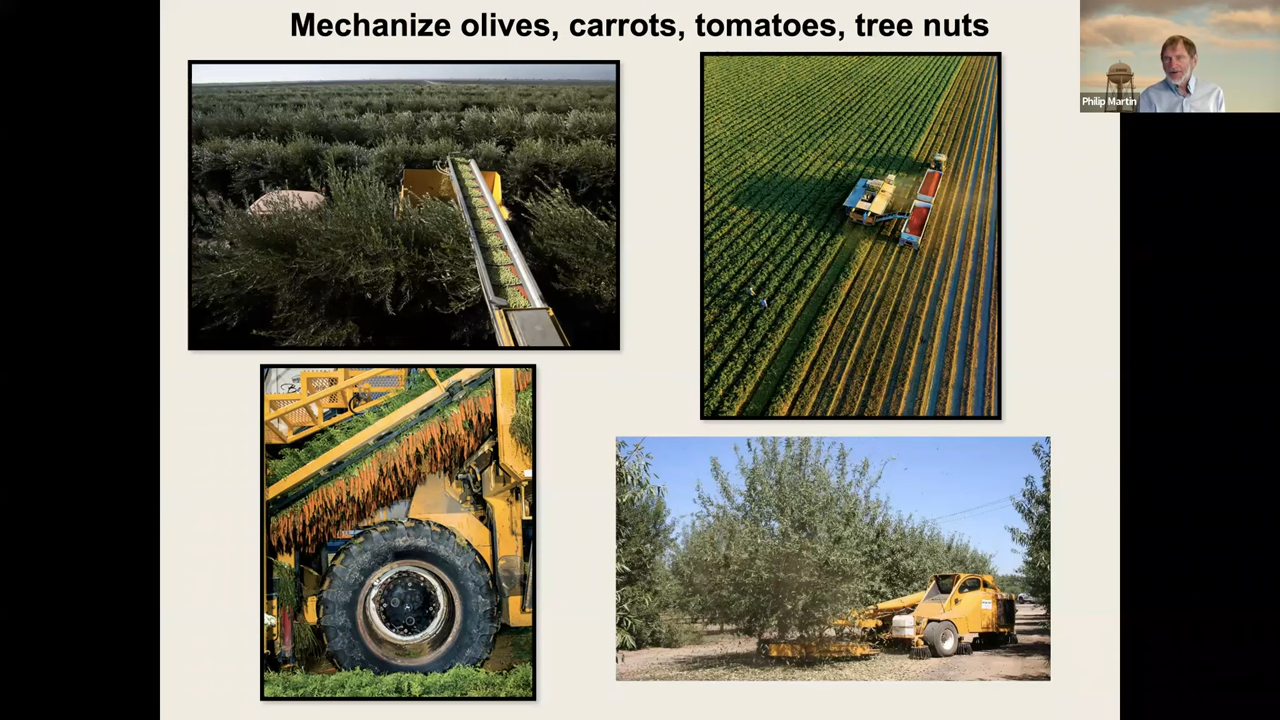 Mechanize olives, carrots, tomatoes, tree nuts
Philip Martin